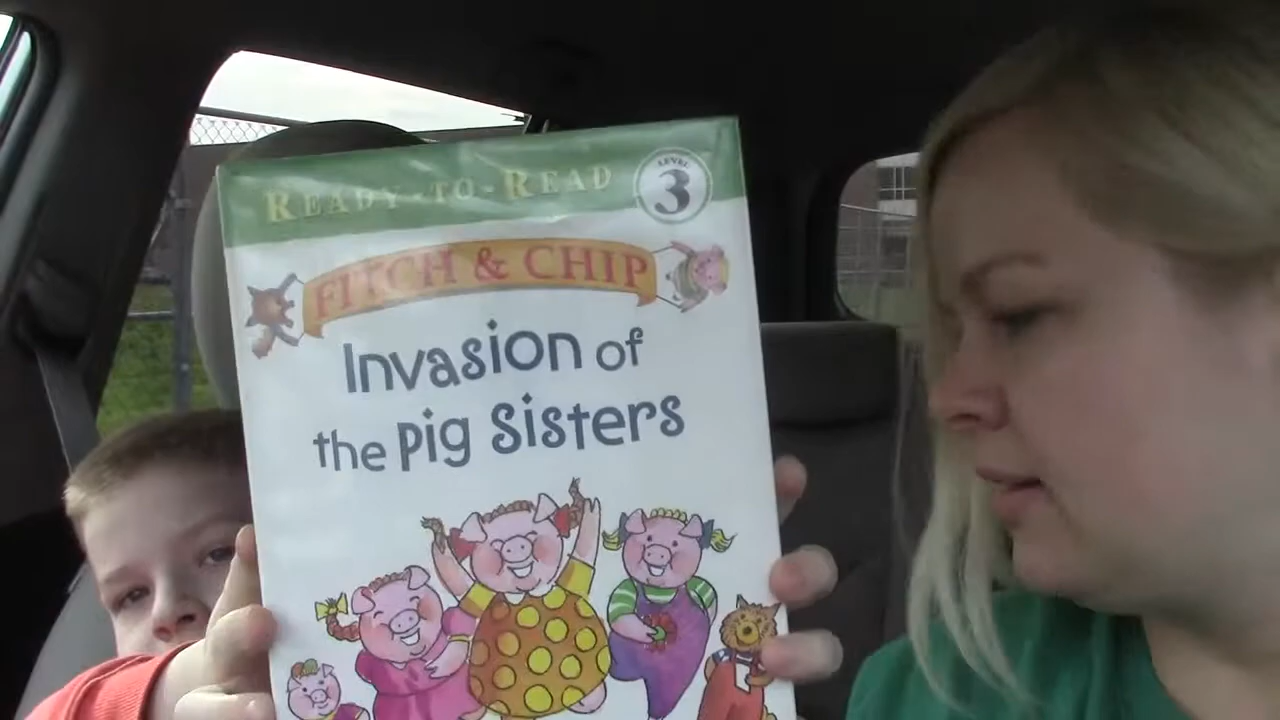 READY-TO-READ
LEVEL
3
FITCH & CHIP
Invasion of
the Pig Sisters